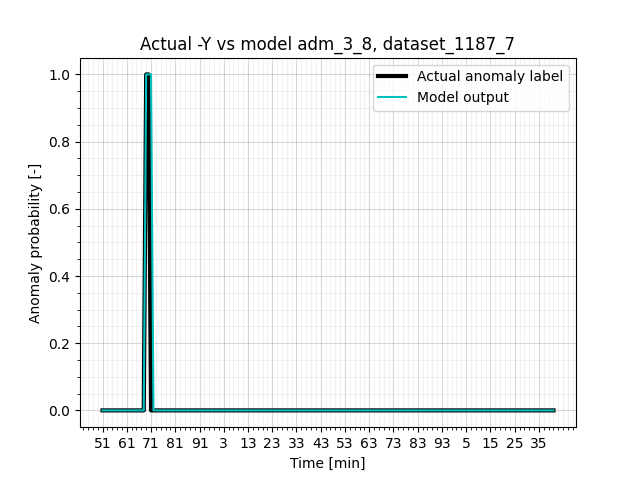 Actual -Y vs model adm_3_8, dataset_1187_7
Actual anomaly label
Model output
1.0
0.8
0.6
0.4
0.2
0.0
Anomaly probability [-]
51 61 71 81 91 3 13 23 33 43 53 63 73 83 93 5 15 25 35
Time [min]